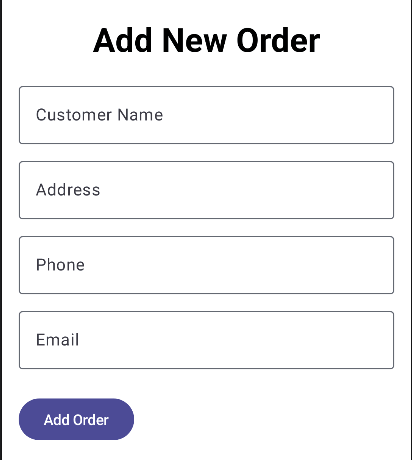 Add New Order
Customer Name
Address
Phone
Email
Add Order